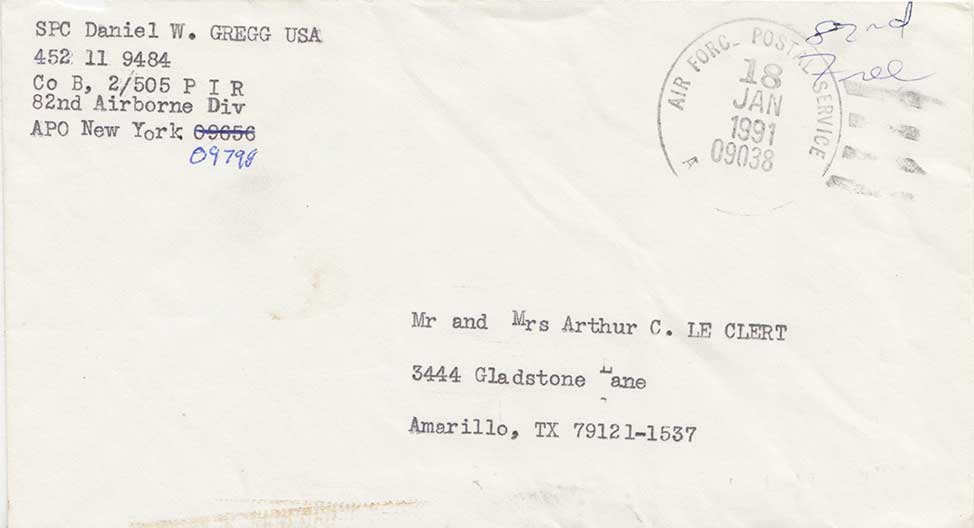 SPC Daniel W. GREGG USA
452 11 9484
Co B, 2/505 P I R
82nd Airborne Div
APO New York 09656
09798
AIR FORC POSTAL SERVICE
18
JAN
1991
09038
A
82nd
Free
Mr and Mrs Arthur C. LE CLERT
3444 Gladstone Lane
Amarillo, TX 79121-1537